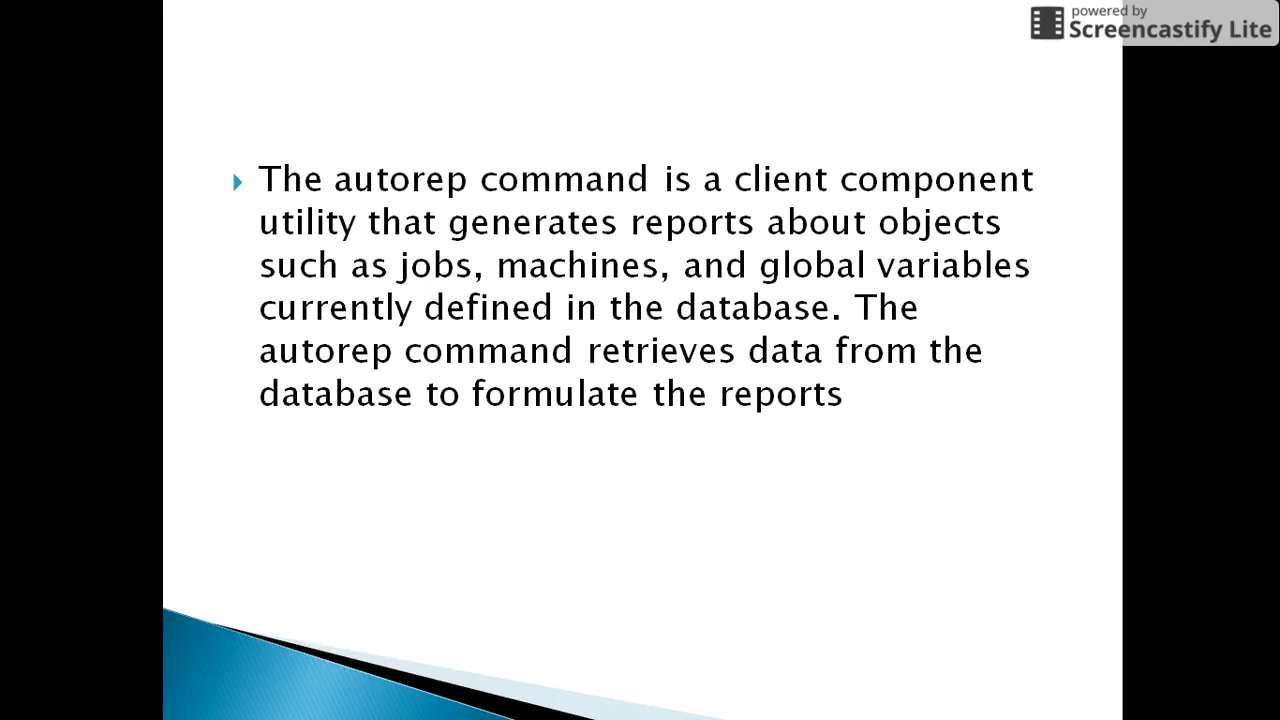 powered by
Screencastify Lite
The autorep command is a client component
utility that generates reports about objects
such as jobs, machines, and global variables
currently defined in the database. The
autorep command retrieves data from the
database to formulate the reports